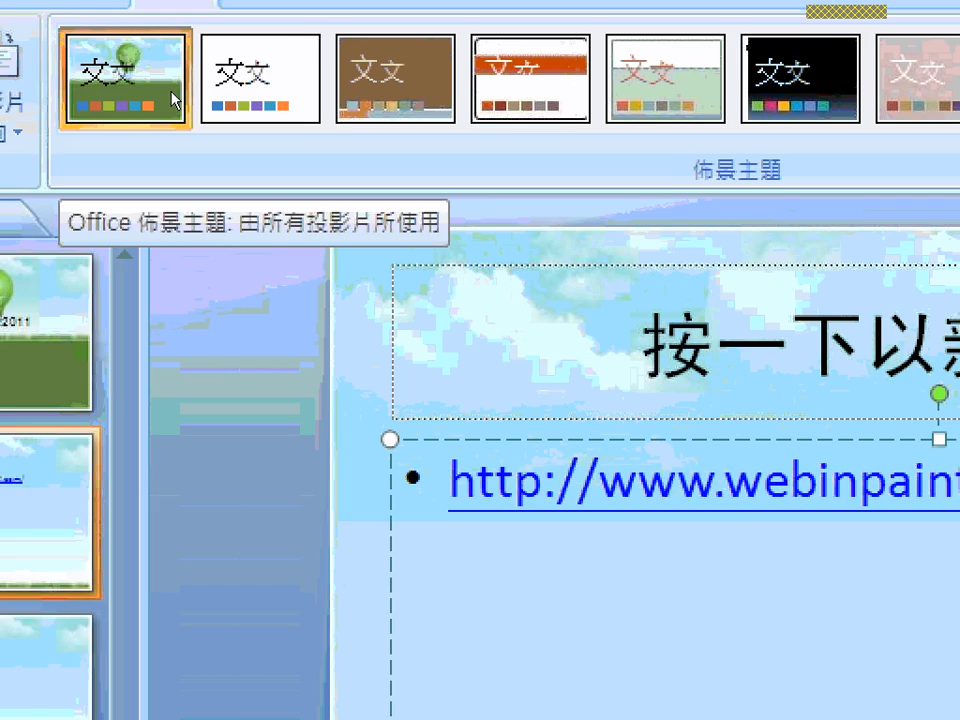 文文 文文 文文 文文 文文 文文 文文
片
佈景主題
Office 佈景主題: 由所有投影片所使用
2011
按一下以
http://www.webinpaint